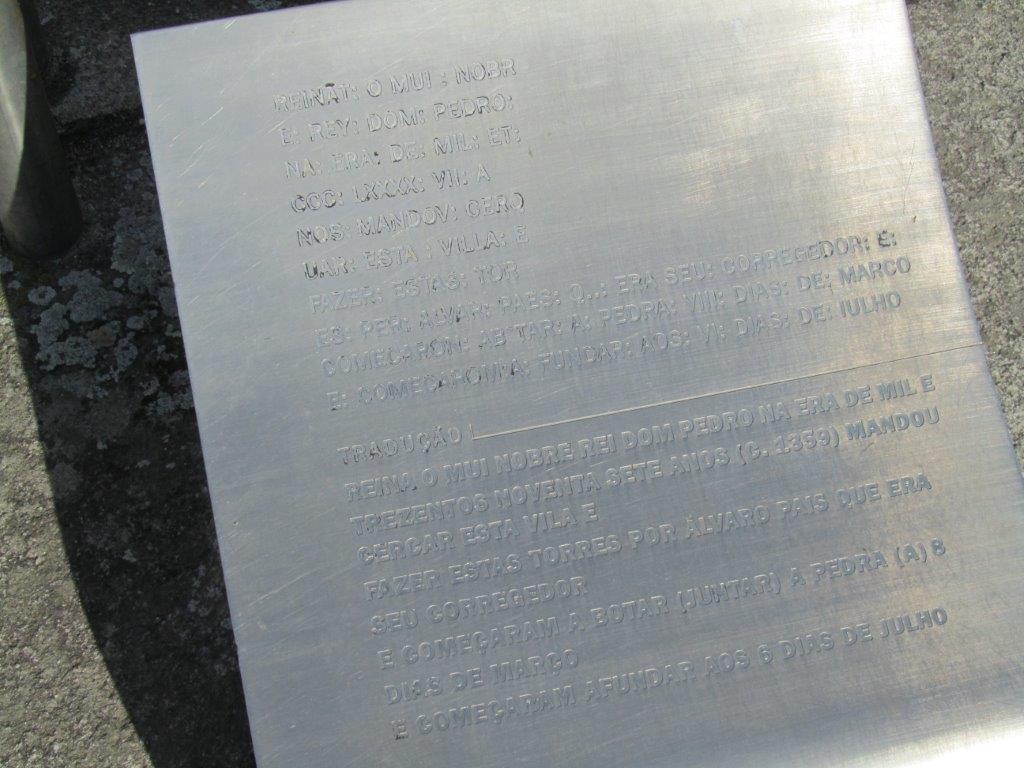 REINAT: O MUI : NOBR
E: REY: DOM: PEDRO:
NA: ERA: DE: MIL: ET:
CCC: LXXXX: VII: A
NOS: MANDOV: CERO
UAR: ESTA : VILLA: E
FAZER: ESTAS: TOR
ES: PER: ALVAR: PAES: Q..: ERA SEU: CORREGEDOR: E:
COMECARON: AB TAR: A: PEDRA: VIII: DIAS: DE: MARCO
E: COMECAROM: A: FUNDAR: AOS: VI: DIAS: DE: IULHO
TRADUÇÃO
REINA O MUI NOBRE REI DOM PEDRO NA ERA DE MIL E
TREZENTOS NOVENTA SETE ANOS (C. 1359) MANDOU
CERCAR ESTA VILA E
FAZER ESTAS TORRES POR ÁLVARO PAIS QUE ERA
SEU CORREGEDOR
E COMEÇARAM A BOTAR (JUNTAR) A PEDRA (A) 8
DIAS DE MARÇO
E COMEÇARAM AFUNDAR AOS 6 DIAS DE JULHO